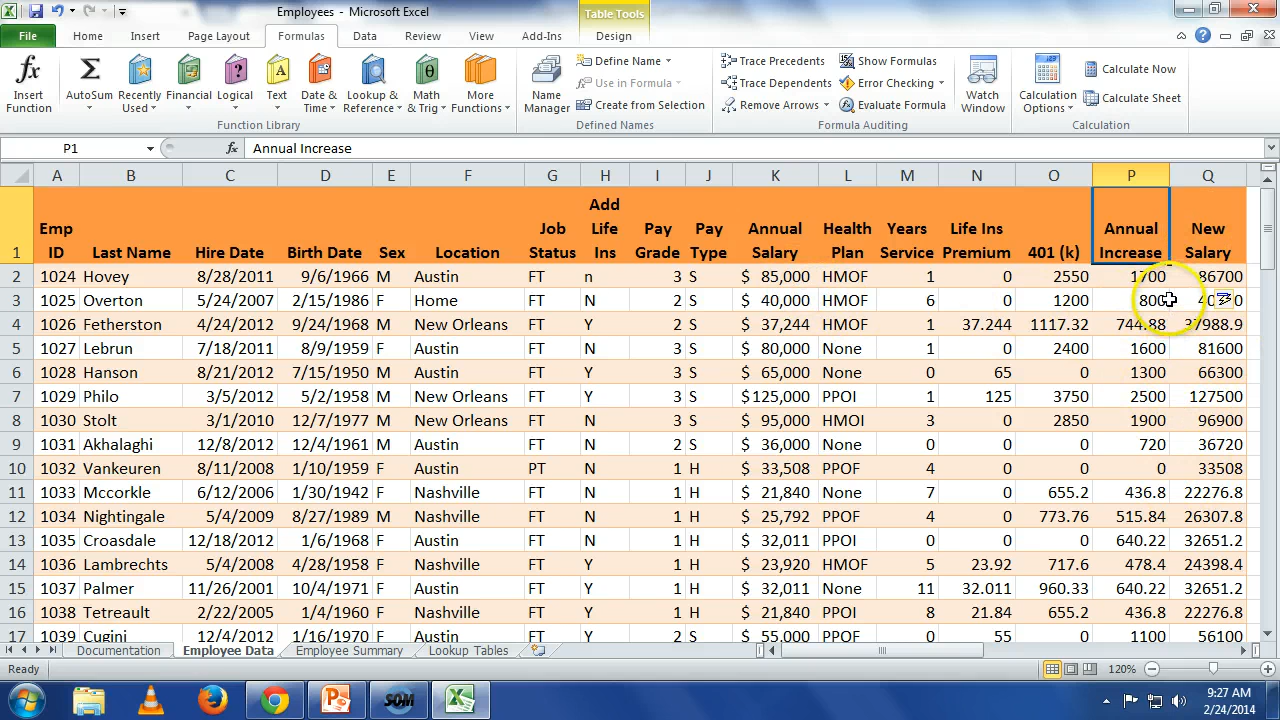 Employees - Microsoft Excel
Table Tools
File Home Insert Page Layout Formulas Data Review View Add-Ins Design
Insert Function
AutoSum
Recently Used
Financial
Logical
Text
Date & Time
Lookup & Reference
Math & Trig
More Functions
Function Library
Name Manager
Define Name
Use in Formula
Create from Selection
Defined Names
Trace Precedents
Trace Dependents
Remove Arrows
Show Formulas
Error Checking
Evaluate Formula
Formula Auditing
Watch Window
Calculation Options
Calculate Now
Calculate Sheet
Calculation
P1 fx Annual Increase
A B C D E F G H I J K L M N O P Q
1 Emp ID Last Name Hire Date Birth Date Sex Location Job Status Add Life Ins Pay Grade Pay Type Annual Salary Health Plan Years Service Life Ins Premium 401 (k) Annual Increase New Salary
2 1024 Hovey 8/28/2011 9/6/1966 M Austin FT n 3 S $ 85,000 HMOF 1 0 2550 1700 86700
3 1025 Overton 5/24/2007 2/15/1986 F Home FT N 2 S $ 40,000 HMOF 6 0 1200 800
4 1026 Fetherston 4/24/2012 9/24/1968 M New Orleans FT Y 2 S $ 37,244 HMOF 1 37.244 1117.32 744.88 37988.9
5 1027 Lebrun 7/18/2011 8/9/1959 F Austin FT N 3 S $ 80,000 None 1 0 2400 1600 81600
6 1028 Hanson 8/21/2012 7/15/1950 M Austin FT Y 3 S $ 65,000 None 0 65 0 1300 66300
7 1029 Philo 3/5/2012 5/2/1958 M New Orleans FT Y 3 S $125,000 PPOI 1 125 3750 2500 127500
8 1030 Stolt 3/1/2010 12/7/1977 M New Orleans FT N 3 S $ 95,000 HMOI 3 0 2850 1900 96900
9 1031 Akhalaghi 12/8/2012 12/4/1961 M Austin FT N 2 S $ 36,000 None 0 0 0 720 36720
10 1032 Vankeuren 8/11/2008 1/10/1959 F Austin PT N 1 H $ 33,508 PPOF 4 0 0 0 33508
11 1033 Mccorkle 6/12/2006 1/30/1942 F Nashville FT N 1 H $ 21,840 None 7 0 655.2 436.8 22276.8
12 1034 Nightingale 5/4/2009 8/27/1989 M Nashville FT N 1 H $ 25,792 PPOF 4 0 773.76 515.84 26307.8
13 1035 Croasdale 12/18/2012 1/6/1968 F Austin FT N 1 H $ 32,011 PPOI 0 0 0 640.22 32651.2
14 1036 Lambrechts 5/4/2008 4/28/1958 F Nashville FT Y 1 H $ 23,920 HMOF 5 23.92 717.6 478.4 24398.4
15 1037 Palmer 11/26/2001 10/4/1971 F Austin FT Y 1 H $ 32,011 None 11 32.011 960.33 640.22 32651.2
16 1038 Tetreault 2/22/2005 1/4/1960 F Nashville FT Y 1 H $ 21,840 PPOI 8 21.84 655.2 436.8 22276.8
17 1039 Cugini 12/4/2012 1/16/1970 F Austin FT Y 2 S $ 55,000 PPOF 0 55 0 1100 56100
Documentation Employee Data Employee Summary Lookup Tables
Ready 120%
SOM
9:27 AM
2/24/2014